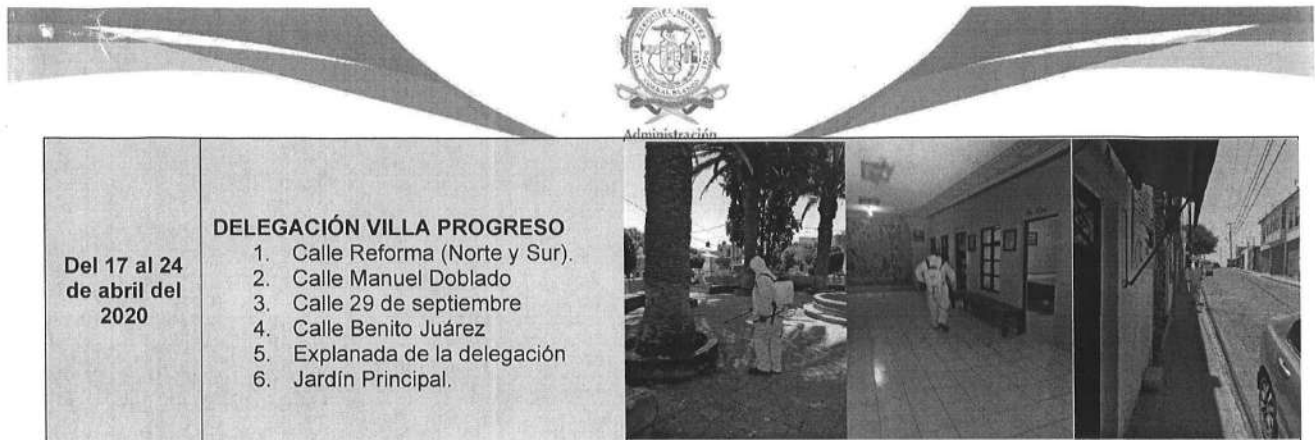 EZEQUIEL MONTES
Administración
Del 17 al 24
de abril del
2020
DELEGACIÓN VILLA PROGRESO
1. Calle Reforma (Norte y Sur).
2. Calle Manuel Doblado
3. Calle 29 de septiembre
4. Calle Benito Juárez
5. Explanada de la delegación
6. Jardín Principal.